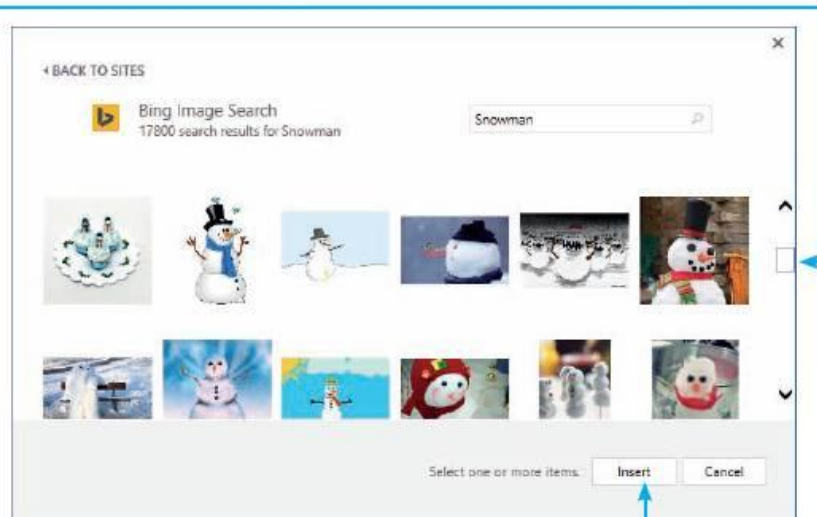 BACK TO SITES
Bing Image Search
17800 search results for Snowman
Snowman
Select one or more items.
Insert
Cancel